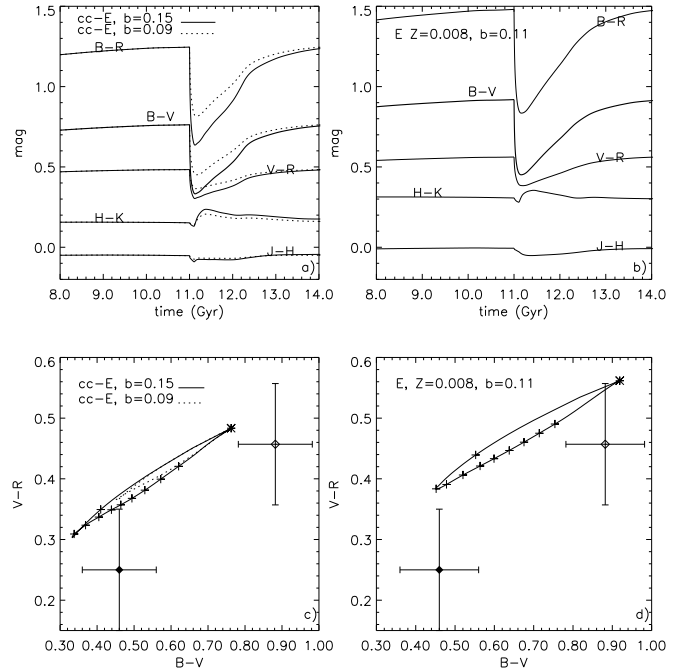 cc-E, b=0.15
cc-E, b=0.09
B-R
B-V
V-R
H-K
J-H
a)
1.5
1.0
0.5
0.0
mag
8.0 9.0 10.0 11.0 12.0 13.0 14.0
time (Gyr)
E Z=0.008, b=0.11
B-R
B-V
V-R
H-K
J-H
b)
1.5
1.0
0.5
0.0
mag
8.0 9.0 10.0 11.0 12.0 13.0 14.0
time (Gyr)
cc-E, b=0.15
cc-E, b=0.09
c)
0.6
0.5
0.4
0.3
0.2
V-R
0.30 0.40 0.50 0.60 0.70 0.80 0.90 1.00
B-V
E, Z=0.008, b=0.11
d)
0.6
0.5
0.4
0.3
0.2
V-R
0.30 0.40 0.50 0.60 0.70 0.80 0.90 1.00
B-V